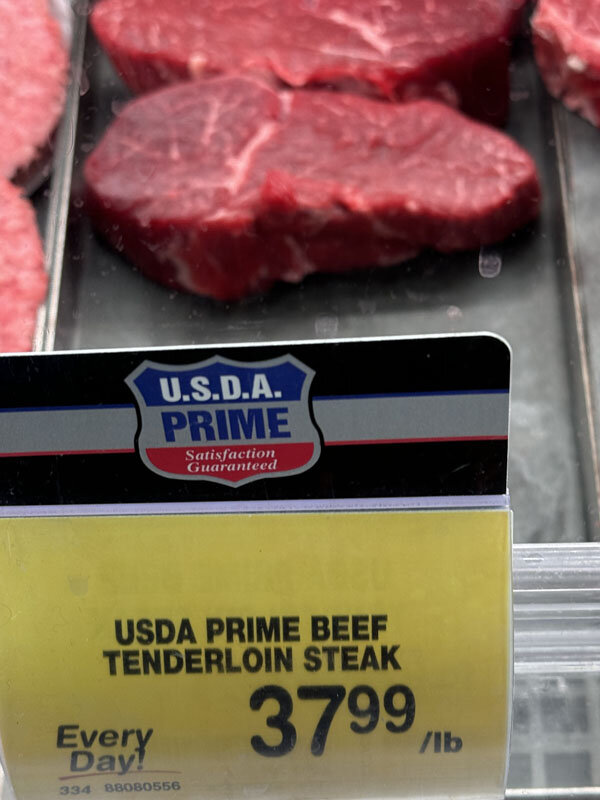 U.S.D.A.
PRIME
Satisfaction
Guaranteed
USDA PRIME BEEF
TENDERLOIN STEAK
3799 /lb
Every
Day!
334 88080556